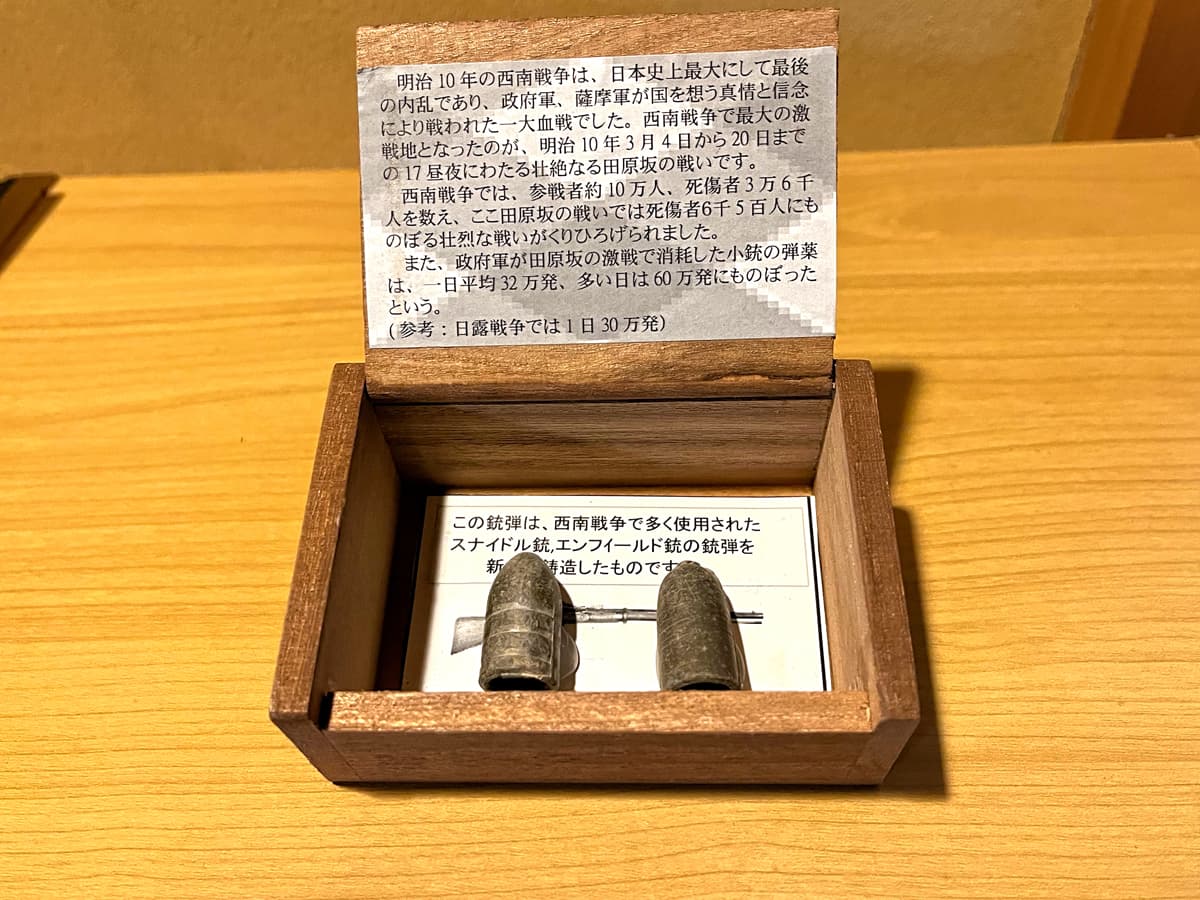 明治10年の西南戦争は、日本史上最大にして最後
の内乱であり、政府軍、薩摩軍が国を想う真情と信念
により戦われた一大血戦でした。西南戦争で最大の激
戦地となったのが、明治10年3月4日から20日まで
の17昼夜にわたる壮絶なる田原坂の戦いです。
西南戦争では、参戦者約10万人、死傷者3万6千
人を数え、ここ田原坂の戦いでは死傷者6千5百人にも
のぼる壮烈な戦いがくりひろげられました。
また、政府軍が田原坂の激戦で消耗した小銃の弾薬
は、一日平均32万発、多い日は60万発にものぼった
という。
(参考：日露戦争では1日30万発)
この銃弾は、西南戦争で多く使用された
スナイドル銃,エンフィールド銃の銃弾を
新 鋳造したものです